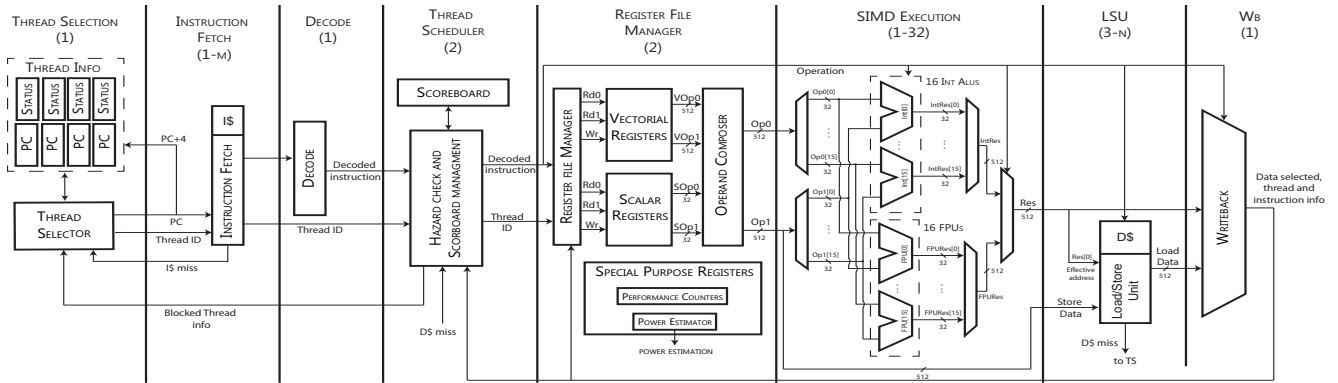 THREAD SELECTION
(1)
INSTRUCTION
FETCH
(1-M)
DECODE
(1)
THREAD
SCHEDULER
(2)
REGISTER FILE
MANAGER
(2)
SIMD EXECUTION
(1-32)
LSU
(3-N)
WB
(1)
THREAD INFO
STATUS
STATUS
STATUS
STATUS
PC
PC
PC
PC
THREAD
SELECTOR
PC+4
PC
Thread ID
I$ miss
Blocked Thread
info
I$
INSTRUCTION FETCH
DECODE
Decoded
instruction
Thread ID
SCOREBOARD
HAZARD CHECK AND
SCORBOARD MANAGMENT
D$ miss
Decoded
instruction
Thread
ID
REGISTER FILE MANAGER
Rd0
Rd1
Wr
VECTORIAL
REGISTERS
VOp0
512
VOp1
512
Rd0
Rd1
Wr
SCALAR
REGISTERS
SOp0
32
SOp1
32
OPERAND COMPOSER
Op0
512
Op1
512
SPECIAL PURPOSE REGISTERS
PERFORMANCE COUNTERS
POWER ESTIMATOR
POWER ESTIMATION
Operation
Op0[0]
32
Op0[15]
32
Op1[0]
32
Op1[15]
32
16 INT ALUS
Int[0]
Int[15]
IntRes[0]
32
IntRes[15]
32
IntRes
512
16 FPUS
FPU[0]
FPU[15]
FPURes[0]
32
FPURes[15]
32
512
FPURes
Res
512
512
D$
Load/Store
Unit
Res[0]
Effective
address
Store
Data
Load
Data
512
D$ miss
to TS
WRITEBACK
Data selected,
thread and
instruction info